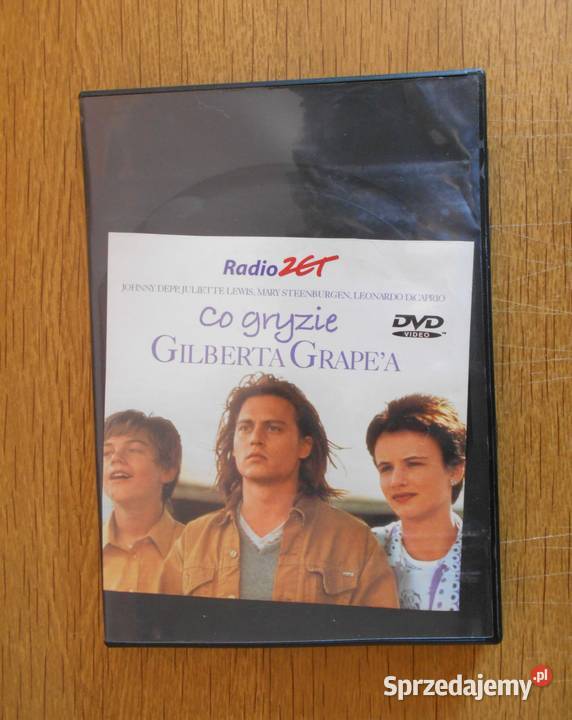 Radio ZET
JOHNNY DEPP, JULIETTE LEWIS, MARY STEENBURGEN, LEONARDO DiCAPRIO
Co gryzie
DVD
VIDEO
GILBERTA GRAPE'A
Sprzedajemy.pl